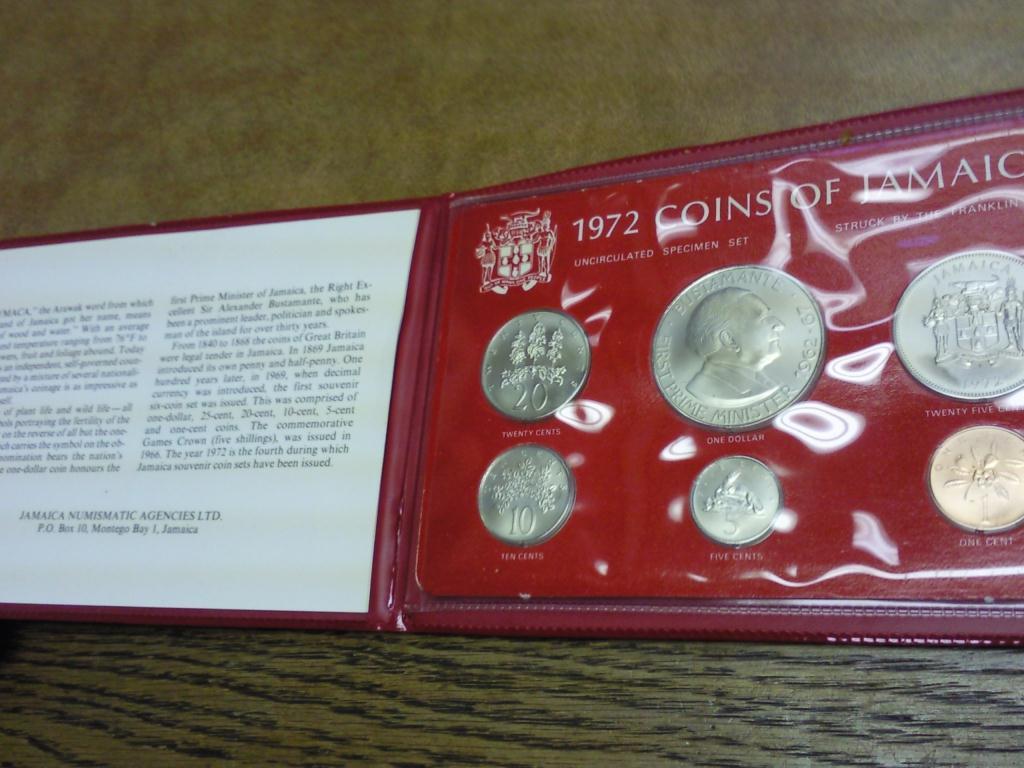 YMACA," the Arawak word from which
nd of Jamaica got her name, means
of wood and water." With an average
temperature ranging from 76°F to
fruit and foliage abound. Today
an independent, self-governed
by a mixture of several
coinage is as impressive as
of plant life and wild life—all
portraying the fertility of the
on the reverse of all but the
carries the symbol on the
bears the nation's
one-dollar coin honours the
first Prime Minister of Jamaica, the Right Ex-
cellent Sir Alexander Bustamante, who has
been a prominent leader, politician and spokes-
man of the island for over thirty years.
From 1840 to 1868 the coins of Great Britain
were legal tender in Jamaica. In 1869 Jamaica
introduced its own penny and half-penny. One
hundred years later, in 1969, when decimal
currency was introduced, the first souvenir
six-coin set was issued. This was comprised of
one-dollar, 25-cent, 20-cent, 10-cent, 5-cent
and one-cent coins. The commemorative
Games Crown (five shillings), was issued in
1966. The year 1972 is the fourth during which
Jamaica souvenir coin sets have been issued.
JAMAICA NUMISMATIC AGENCIES LTD.
P.O. Box 10, Montego Bay 1, Jamaica
1972 COINS OF JAMAIC
UNCIRCULATED SPECIMEN SET
STRUCK BY THE FRANKLIN
20
TWENTY CENTS
BUSTAMANTE
FIRST PRIME MINISTER
1962
ONE DOLLAR
JAMAICA
1972
TWENTY FIVE CEN
10
TEN CENTS
5
FIVE CENTS
1
ONE CENT